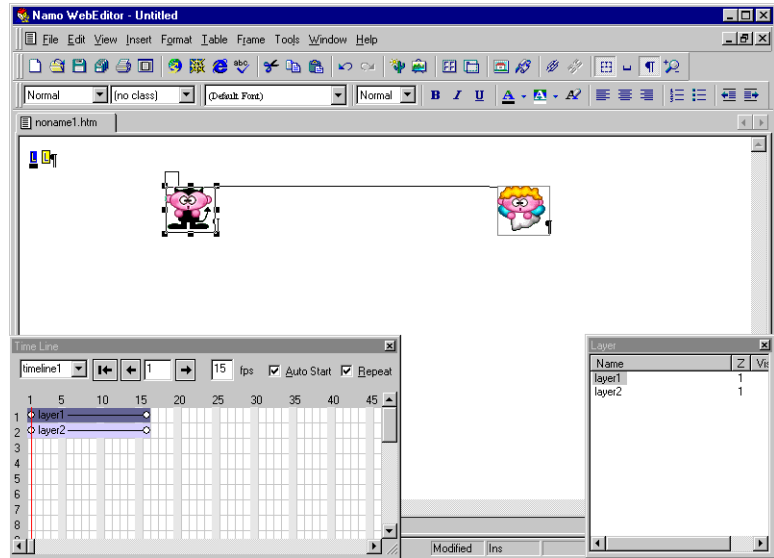 Namo WebEditor - Untitled
File Edit View Insert Format Table Frame Tools Window Help
Normal (no class) (Default Font) Normal B I U A A A
noname1.htm
L L¶
¶
Time Line
timeline1 1 15 fps Auto Start Repeat
1 5 10 15 20 25 30 35 40 45
1 layer1
2 layer2
3
4
5
6
7
8
Layer
Name Z Vis
layer1 1
layer2 1
Modified Ins